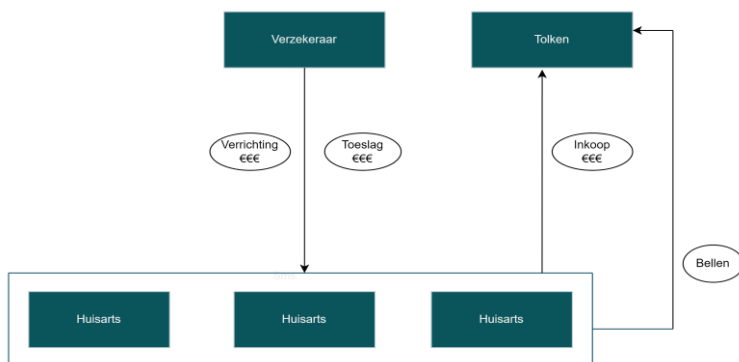 Verzekeraar
Tolken
Verrichting
€€€
Toeslag
€€€
Inkoop
€€€
Bellen
Huisarts
Huisarts
Huisarts